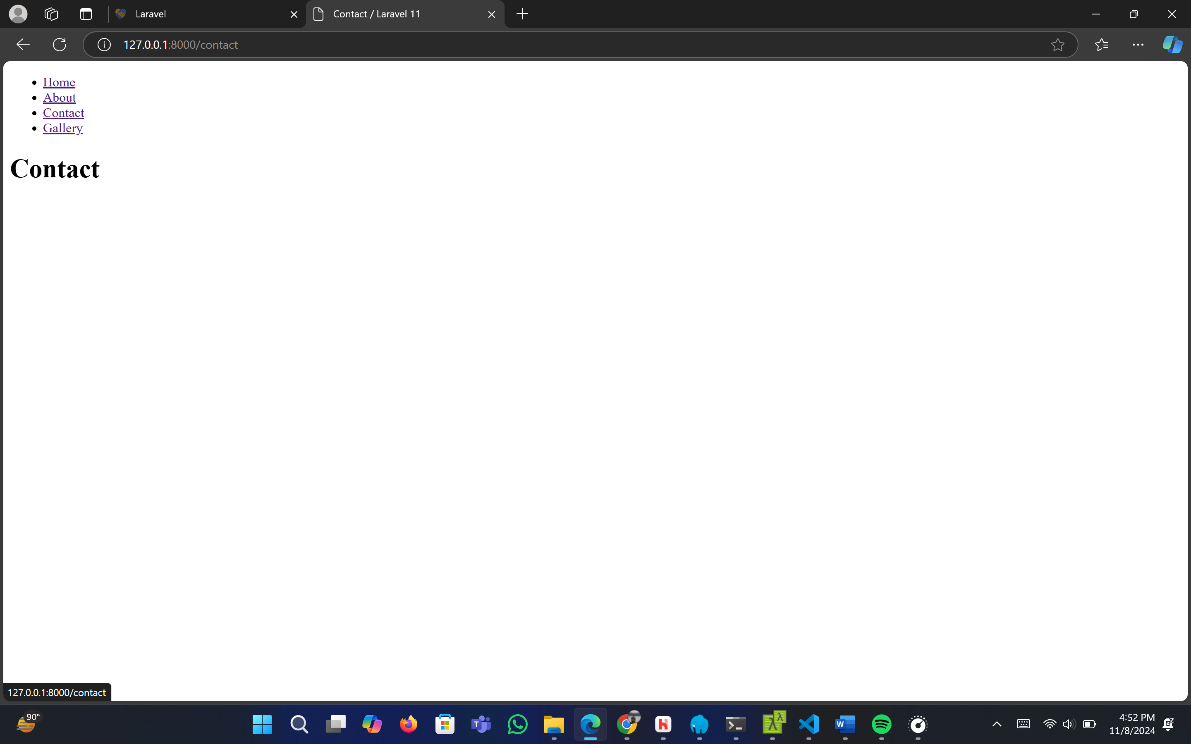 Laravel
Contact / Laravel 11
127.0.0.1:8000/contact
Home
About
Contact
Gallery
Contact
127.0.0.1:8000/contact
90°
4:52 PM
11/8/2024